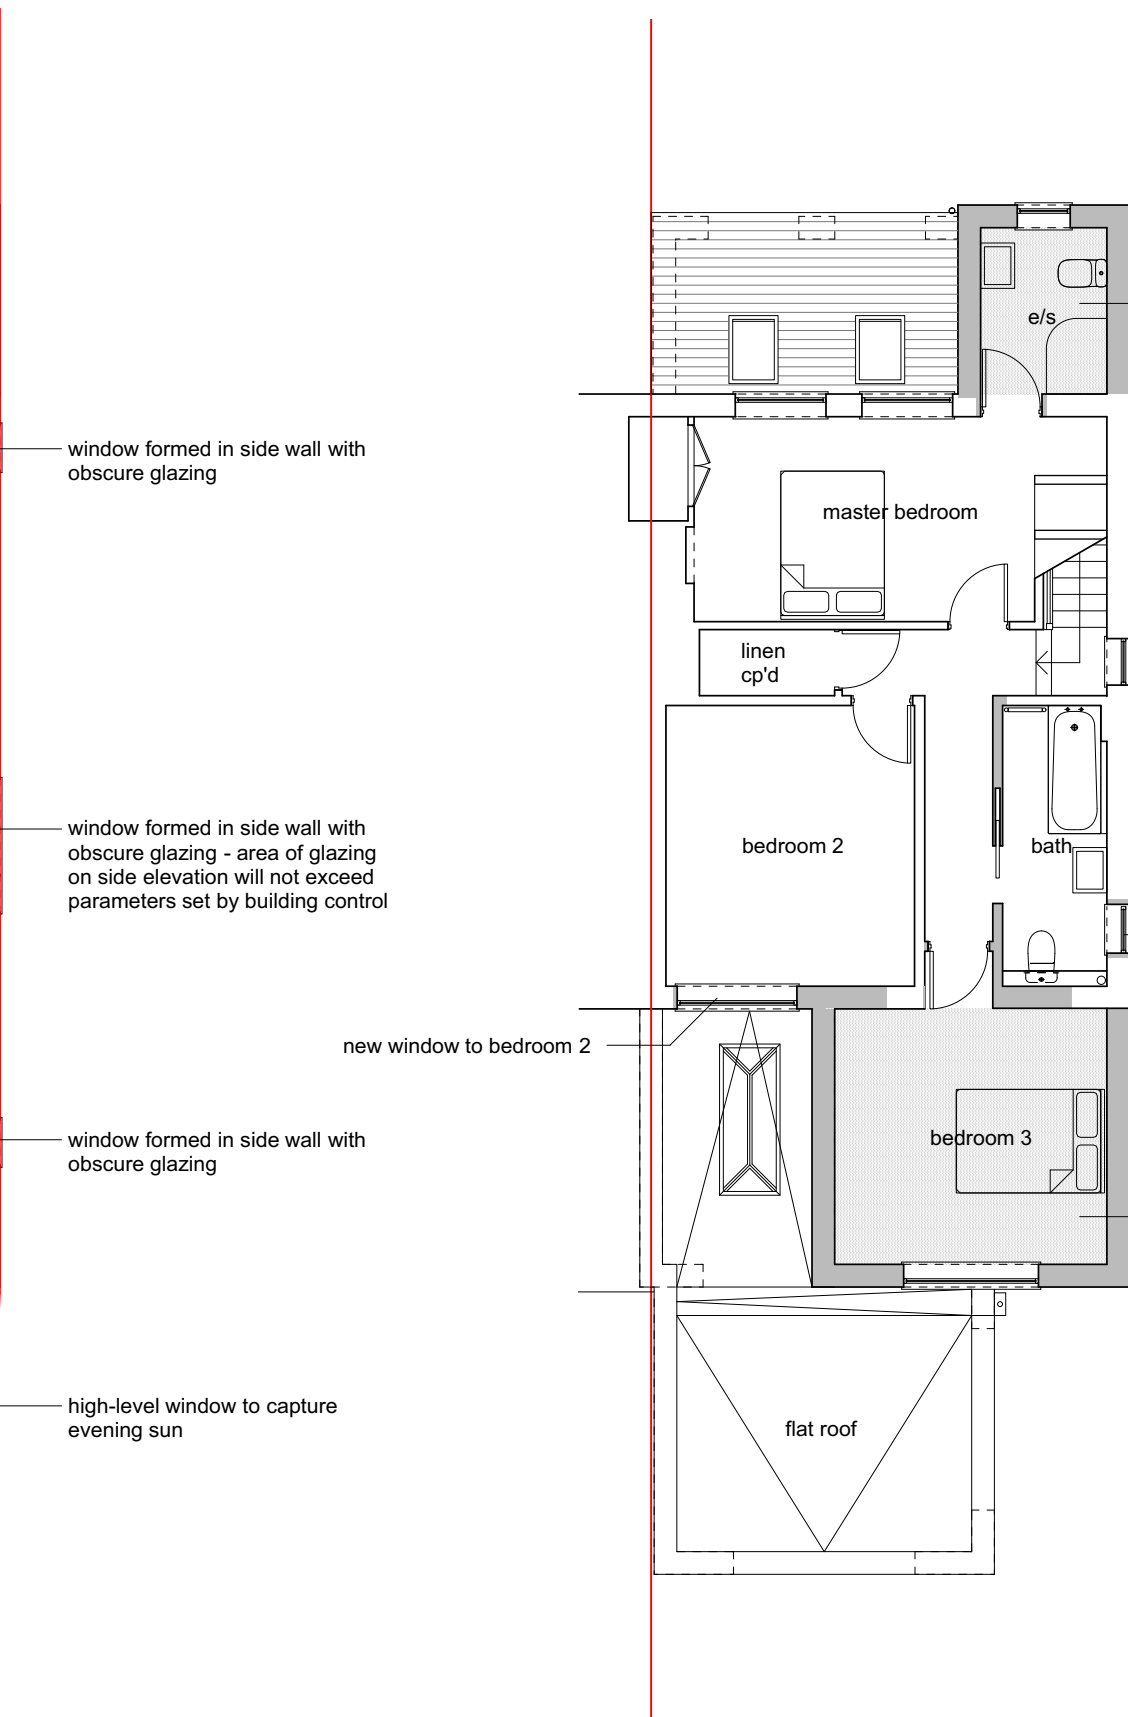 window formed in side wall with
obscure glazing
window formed in side wall with
obscure glazing - area of glazing
on side elevation will not exceed
parameters set by building control
new window to bedroom 2
window formed in side wall with
obscure glazing
high-level window to capture
evening sun
e/s
master bedroom
linen
cp'd
bedroom 2
bath
bedroom 3
flat roof